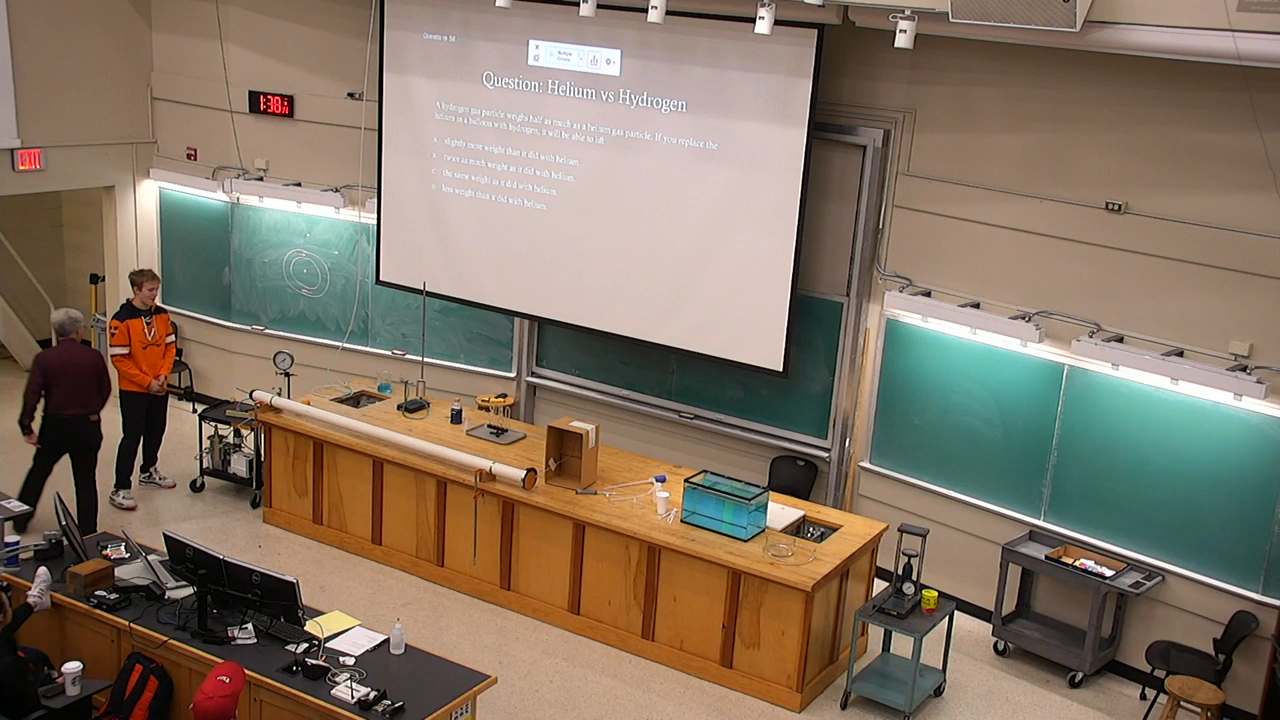 Question: Helium vs Hydrogen
A hydrogen gas particle weighs half as much as a helium gas particle. If you replace the
helium in a balloon with hydrogen, it will be able to lift
slightly more weight than it did with helium.
twice as much weight as it did with helium.
the same weight as it did with helium.
less weight than it did with helium.
Multiple
Choice
1:38
EXIT